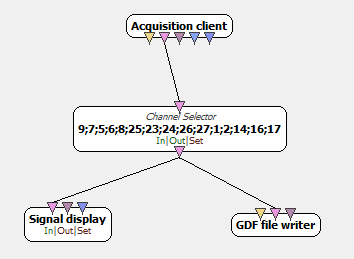 Acquisition client
Channel Selector
9;7;5;6;8;25;23;24;26;27;1;2;14;16;17
In|Out|Set
Signal display
In|Out|Set
GDF file writer